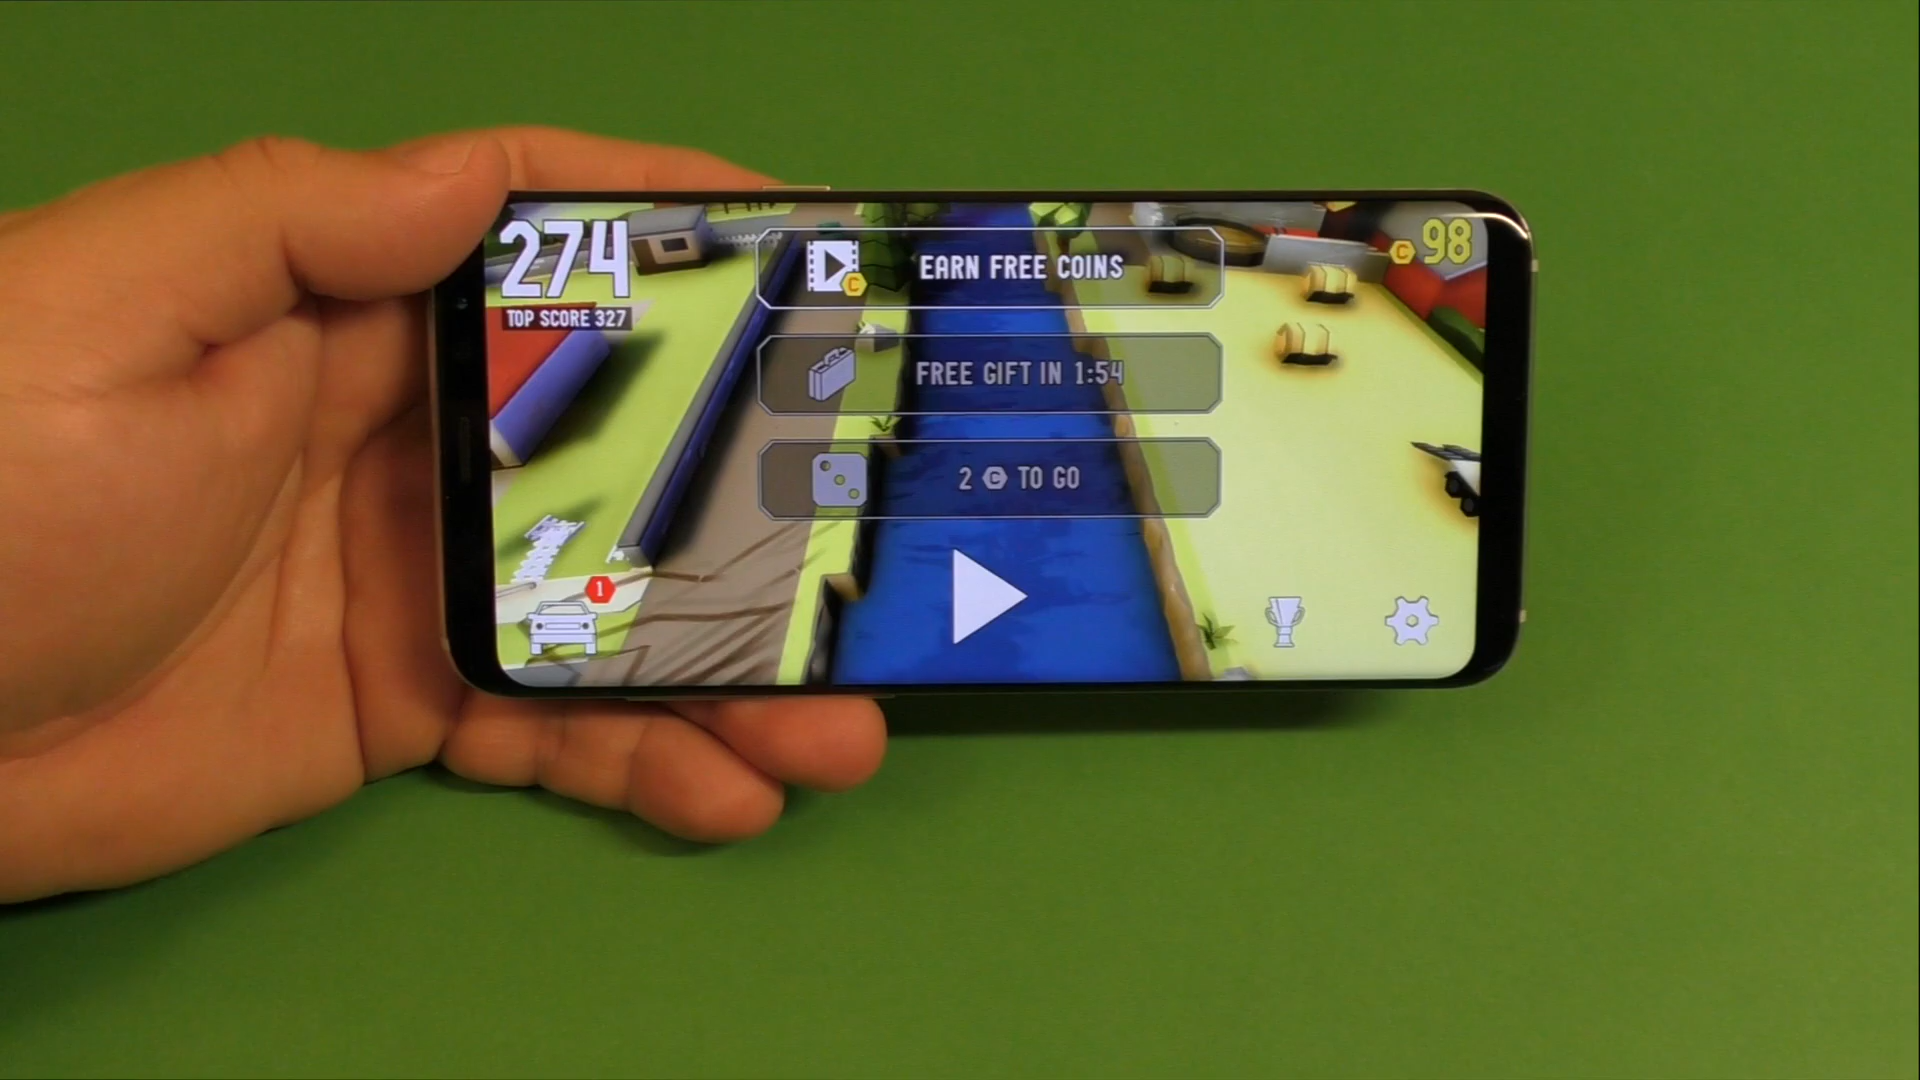 274
TOP SCORE 327
EARN FREE COINS
C
C 98
FREE GIFT IN 1:54
2 C TO GO
1